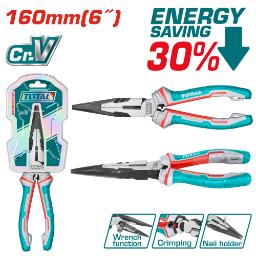 160mm(6″)
ENERGY
SAVING
30%
Cr.V
TOTAL
Wrench function
Crimping
Nail holder